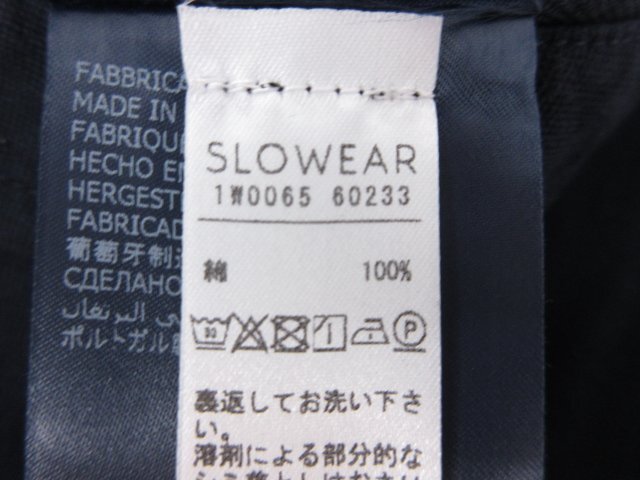 SLOWEAR
1W0065 60233
綿 100%
P
裏返してお洗い下さ
い。
溶剤による部分的な
FABBRICA
MADE IN
FABRIQUE
HECHO EN
HERGEST
FABRICAD
葡萄牙制造
СДЕЛАНО
ポルトガル